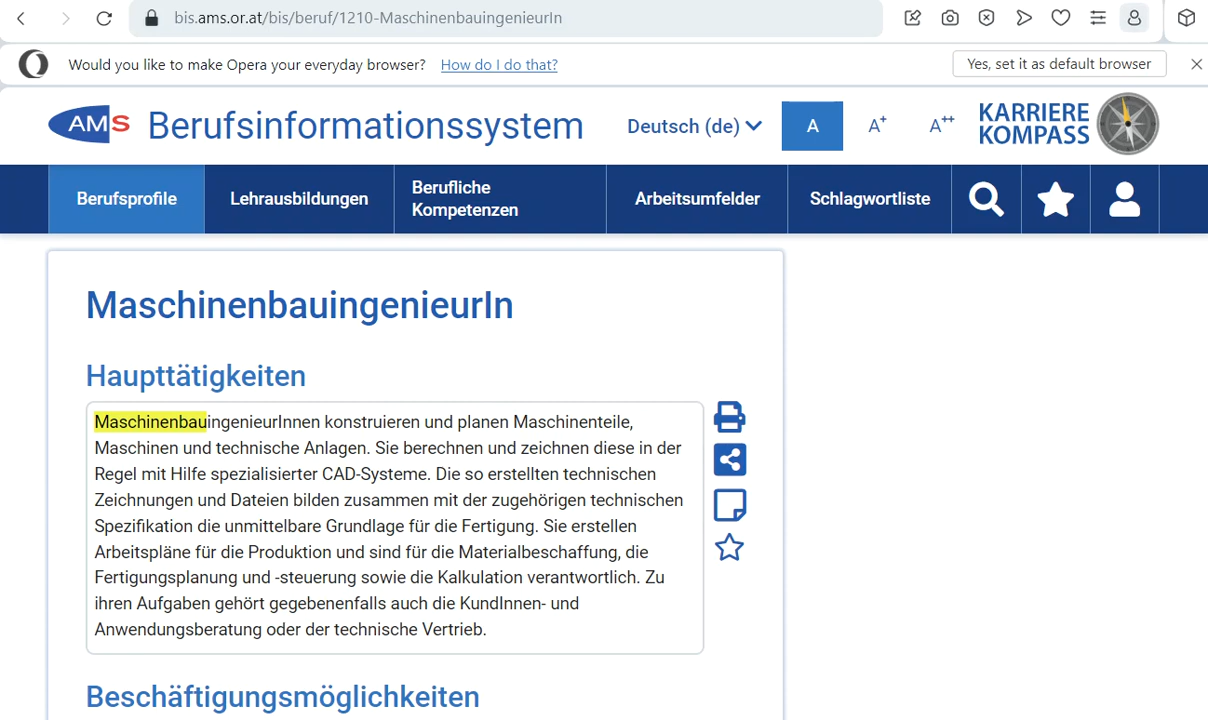 bis.ams.or.at/bis/beruf/1210-MaschinenbauingenieurIn
Would you like to make Opera your everyday browser? How do I do that? Yes, set it as default browser
AMS Berufsinformationssystem Deutsch (de) A A+ A++ KARRIERE KOMPASS
Berufsprofile Lehrausbildungen Berufliche Kompetenzen Arbeitsumfelder Schlagwortliste
MaschinenbauingenieurIn
Haupttätigkeiten
MaschinenbauingenieurInnen konstruieren und planen Maschinenteile,
Maschinen und technische Anlagen. Sie berechnen und zeichnen diese in der
Regel mit Hilfe spezialisierter CAD-Systeme. Die so erstellten technischen
Zeichnungen und Dateien bilden zusammen mit der zugehörigen technischen
Spezifikation die unmittelbare Grundlage für die Fertigung. Sie erstellen
Arbeitspläne für die Produktion und sind für die Materialbeschaffung, die
Fertigungsplanung und -steuerung sowie die Kalkulation verantwortlich. Zu
ihren Aufgaben gehört gegebenenfalls auch die KundInnen- und
Anwendungsberatung oder der technische Vertrieb.
Beschäftigungsmöglichkeiten